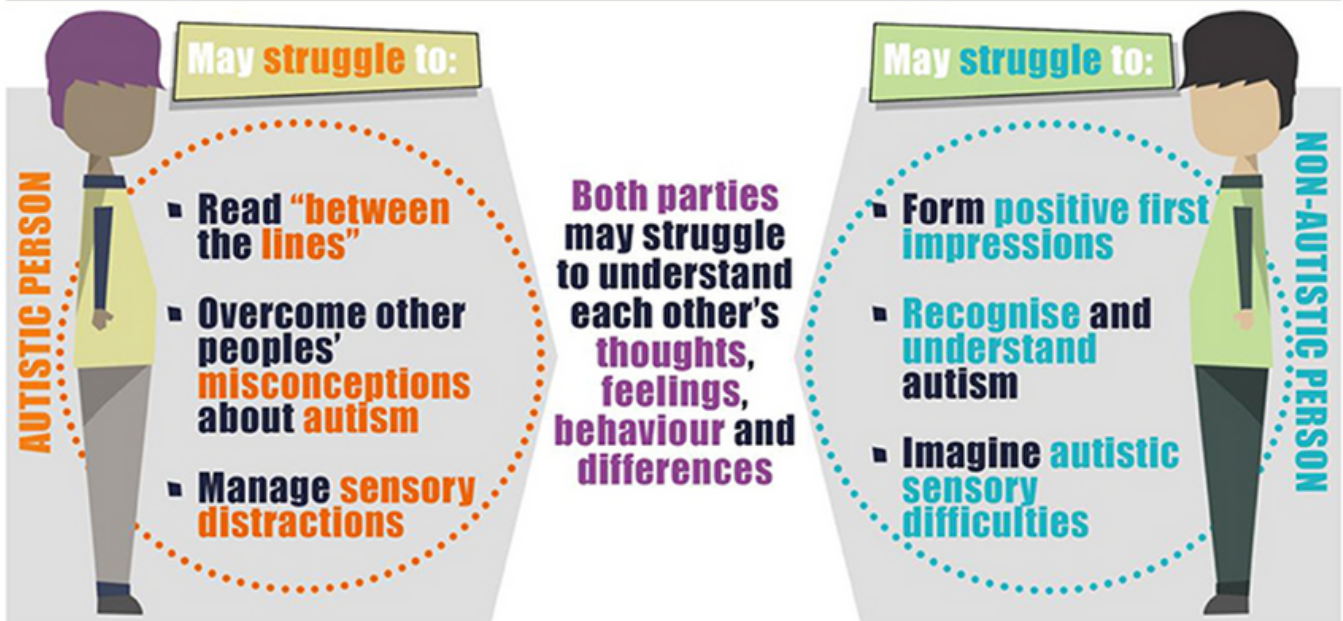 AUTISTIC PERSON
May struggle to:
Read “between
the lines”
Overcome other
peoples’
misconceptions
about autism
Manage sensory
distractions
Both parties
may struggle
to understand
each other’s
thoughts,
feelings,
behaviour and
differences
May struggle to:
Form positive first
impressions
Recognise and
understand
autism
Imagine autistic
sensory
difficulties
NON-AUTISTIC PERSON